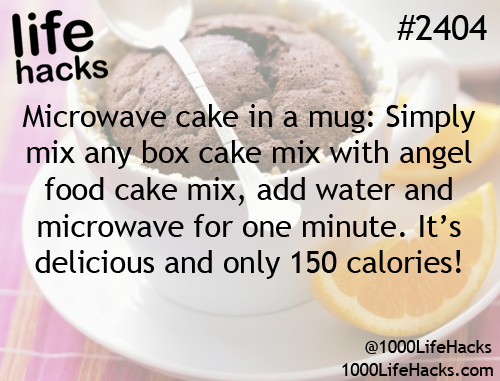 life
hacks
#2404
Microwave cake in a mug: Simply
mix any box cake mix with angel
food cake mix, add water and
microwave for one minute. It’s
delicious and only 150 calories!
@1000LifeHacks
1000LifeHacks.com